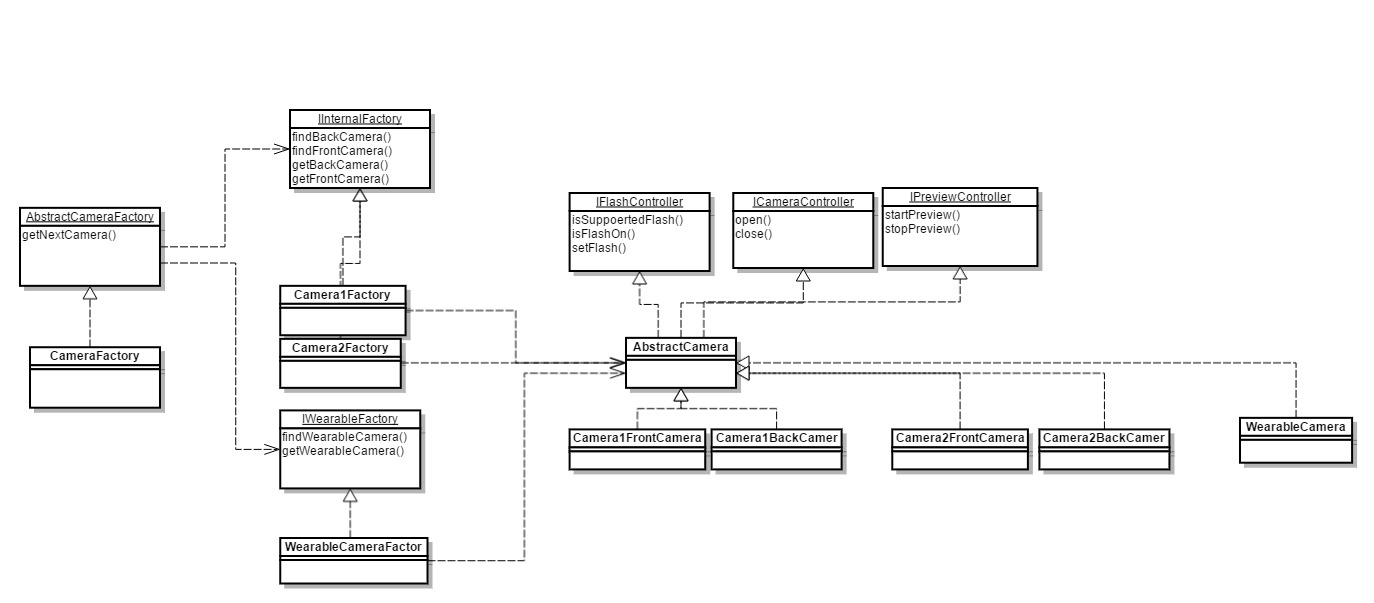 IInternalFactory
findBackCamera()
findFrontCamera()
getBackCamera()
getFrontCamera()
AbstractCameraFactory
getNextCamera()
CameraFactory
Camera1Factory
Camera2Factory
IWearableFactory
findWearableCamera()
getWearableCamera()
WearableCameraFactor
IFlashController
isSuppoertedFlash()
isFlashOn()
setFlash()
ICameraController
open()
close()
IPreviewController
startPreview()
stopPreview()
AbstractCamera
Camera1FrontCamera
Camera1BackCamer
Camera2FrontCamera
Camera2BackCamer
WearableCamera